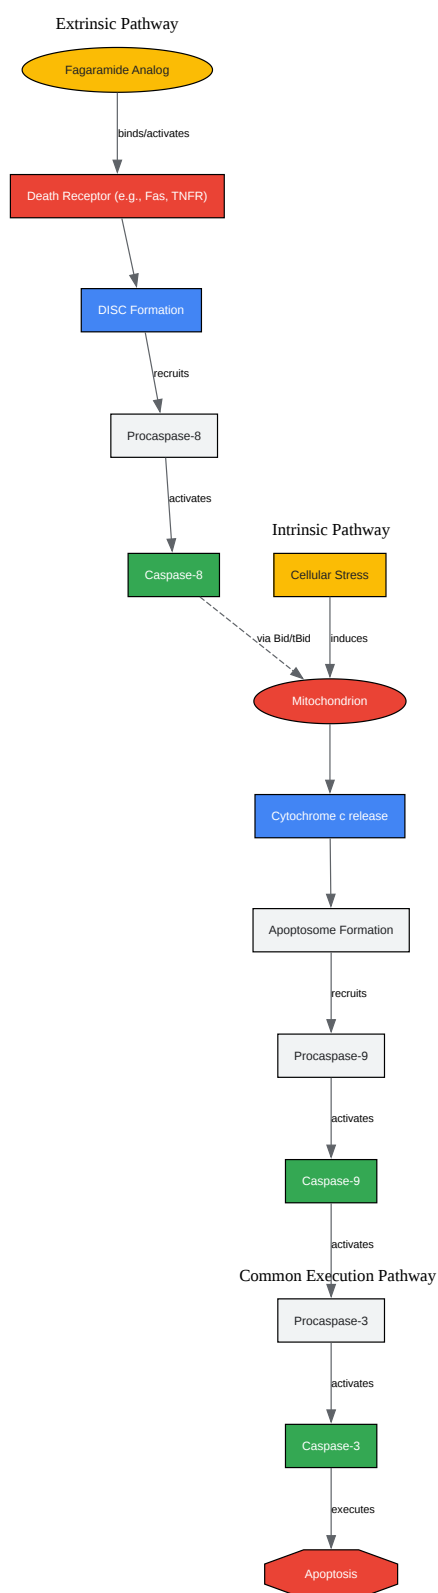 Extrinsic Pathway
Fagaramide Analog
binds/activates
Death Receptor (e.g., Fas, TNFR)
DISC Formation
recruits
Procaspase-8
activates
Intrinsic Pathway
Caspase-8
Cellular Stress
via Bid/tBid
induces
Mitochondrion
Cytochrome c release
Apoptosome Formation
recruits
Procaspase-9
activates
Caspase-9
activates
Common Execution Pathway
Procaspase-3
activates
Caspase-3
executes
Apoptosis